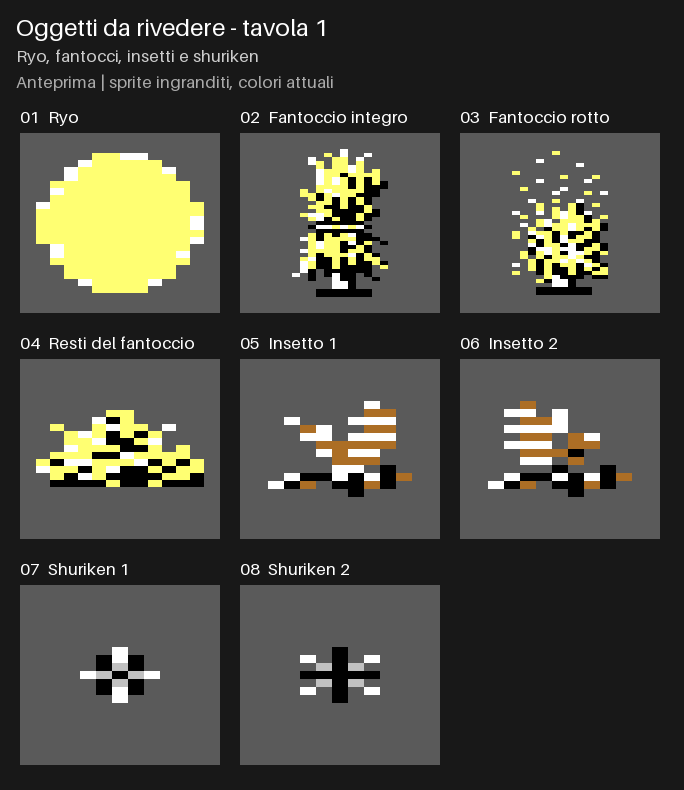 Oggetti da rivedere - tavola 1
Ryo, fantocci, insetti e shuriken
Anteprima | sprite ingranditi, colori attuali
01 Ryo
02 Fantoccio integro
03 Fantoccio rotto
04 Resti del fantoccio
05 Insetto 1
06 Insetto 2
07 Shuriken 1
08 Shuriken 2